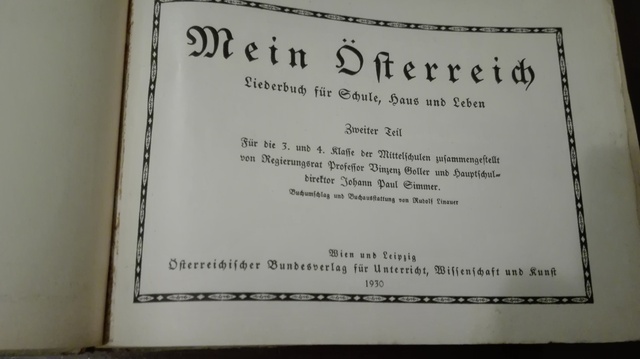 Mein Österreich
Liederbuch für Schule, Haus und Leben
Zweiter Teil
Für die 3. und 4. Klasse der Mittelschulen zusammengestellt
von Regierungsrat Professor Vinzenz Goller und Hauptschul-
direktor Johann Paul Simmer.
Buchumschlag und Buchausstattung von Rudolf Linauer
Wien und Leipzig
Österreichischer Bundesverlag für Unterricht, Wissenschaft und Kunst
1930